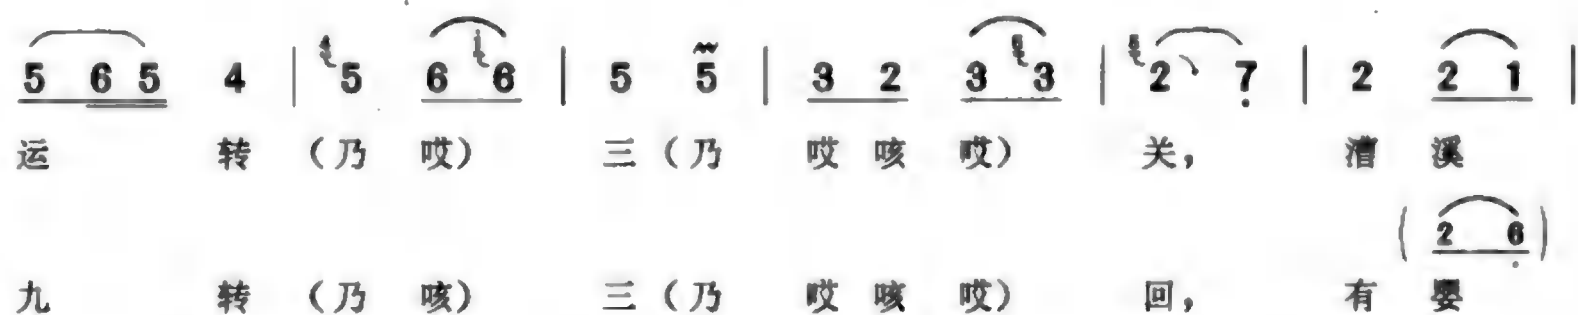 5 6 5 4 | 5 6 6 | 5 5 | 3 2 3 3 | 2 7 | 2 2 1 |
运 转 （乃 哎） 三（乃 哎 咳 哎） 关， 漕 溪
( 2 6 )
九 转 （乃 咳） 三（乃 哎 咳 哎） 回， 有 婴